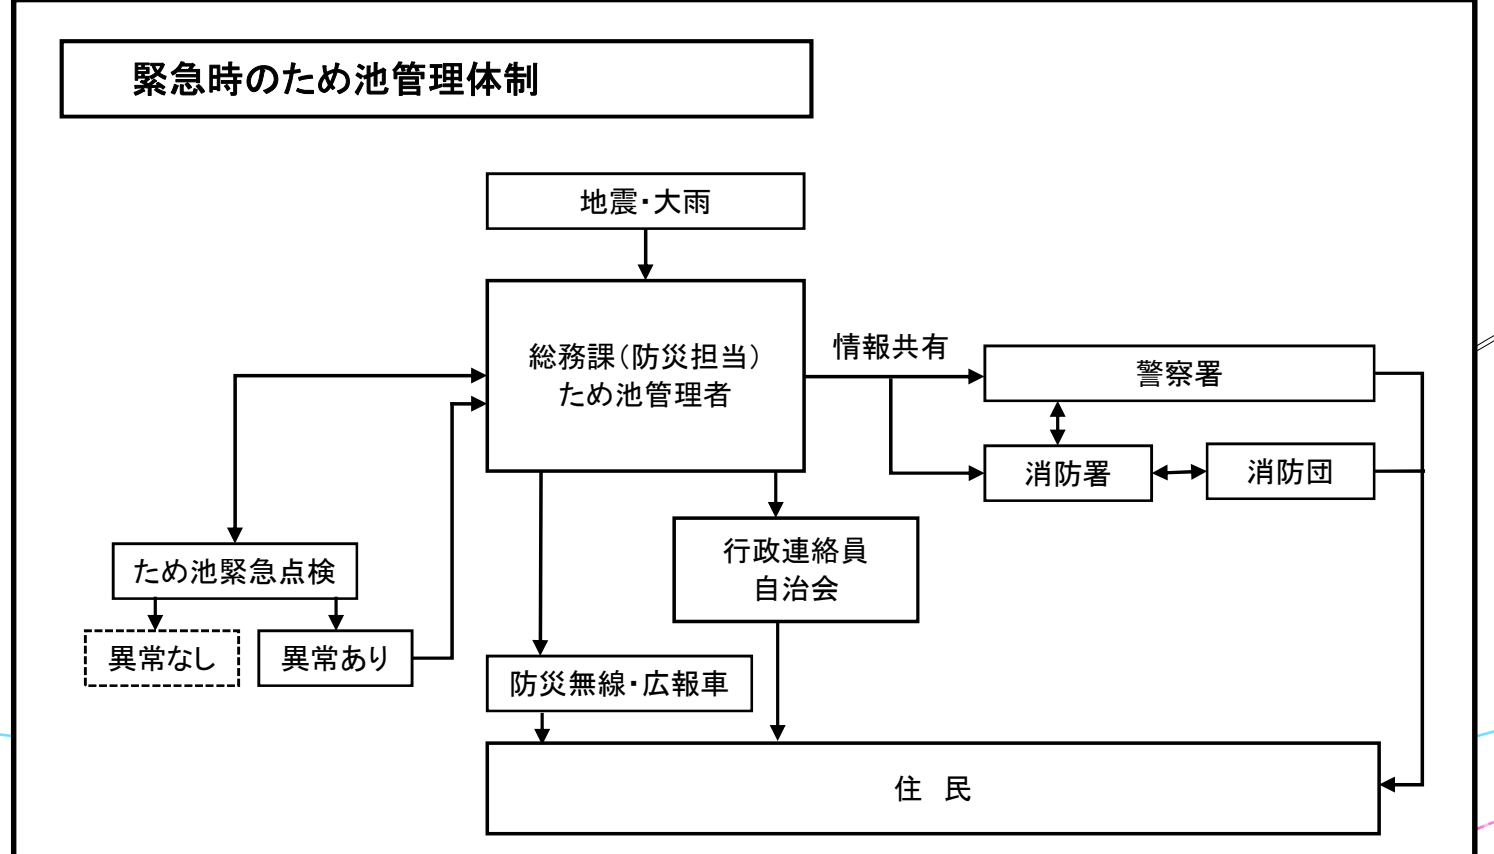 緊急時のため池管理体制
地震・大雨
総務課（防災担当）
ため池管理者
情報共有
警察署
消防署
消防団
行政連絡員
自治会
ため池緊急点検
異常なし
異常あり
防災無線・広報車
住　民